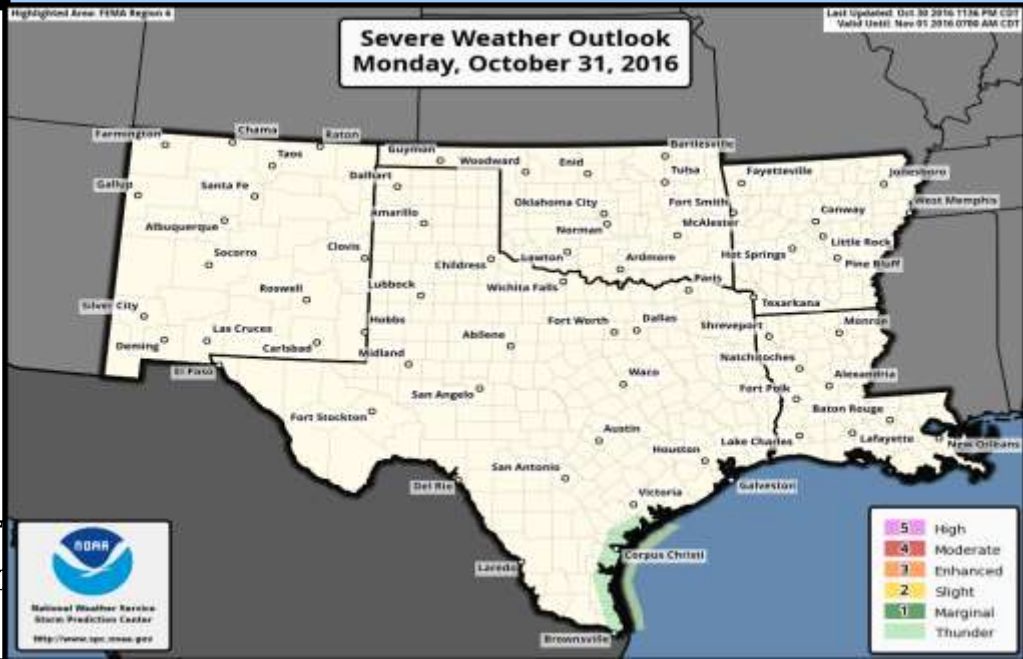 Highlighted Area: FEMA Region 6
Last Updated: Oct 30 2016 1136 PM CDT
Valid Until: Nov 01 2016 0700 AM CDT
Severe Weather Outlook
Monday, October 31, 2016
Farmington
Chama
Raton
Taos
Gallup
Santa Fe
Albuquerque
Socorro
Clovis
Roswell
Silver City
Las Cruces
Hobbs
Deming
Carlsbad
Guymon
Woodward
Enid
Bartlesville
Tulsa
Oklahoma City
Norman
McAlester
Lawton
Ardmore
Fayetteville
Jonesboro
Fort Smith
Conway
West Memphis
Little Rock
Hot Springs
Pine Bluff
Texarkana
Dalhart
Amarillo
Childress
Lubbock
Wichita Falls
Paris
Fort Worth
Dallas
Abilene
Midland
El Paso
San Angelo
Waco
Fort Stockton
Austin
Houston
San Antonio
Del Rio
Galveston
Victoria
Corpus Christi
Laredo
Brownsville
Shreveport
Monroe
Natchitoches
Alexandria
Fort Polk
Baton Rouge
Lake Charles
Lafayette
New Orleans
NOAA
National Weather Service
Storm Prediction Center
http://www.spc.noaa.gov
5 High
4 Moderate
3 Enhanced
2 Slight
1 Marginal
Thunder